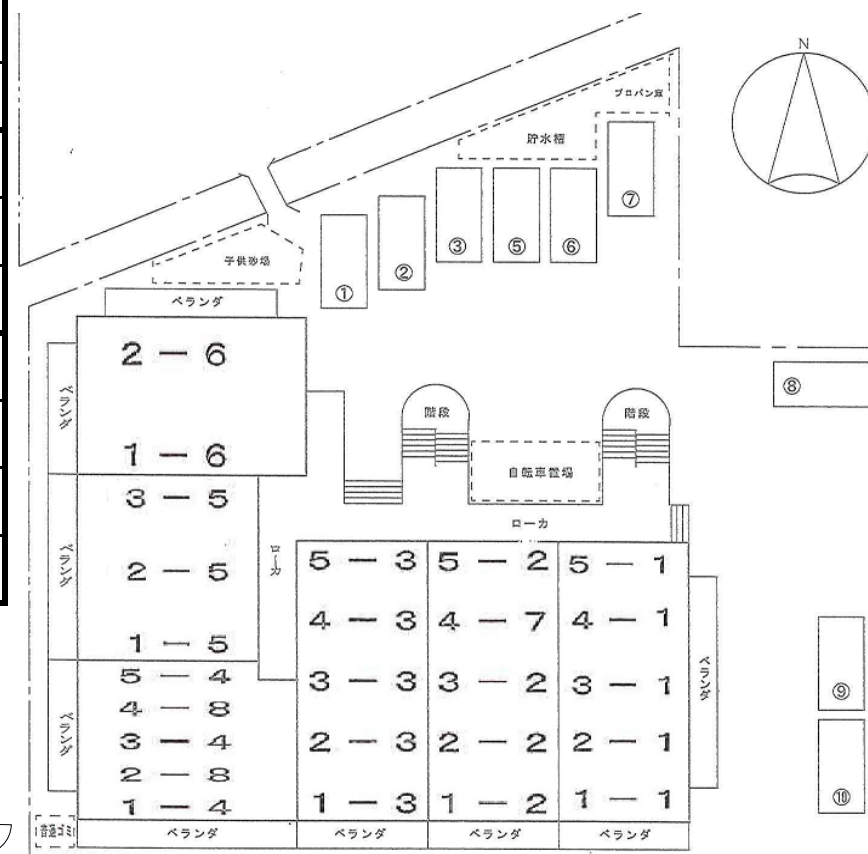 N
プロパン庫
貯水槽
⑦
③
⑤
⑥
②
①
子供砂場
ベランダ
2－6
1－6
ベランダ
⑧
階段
階段
自転車置場
ローカ
3－5
2－5
1－5
ベランダ
ローカ
5－3
5－2
5－1
4－3
4－7
4－1
3－3
3－2
3－1
2－3
2－2
2－1
1－3
1－2
1－1
ベランダ
5－4
4－8
3－4
2－8
1－4
ベランダ
⑨
⑩
普通ゴミ
ベランダ
ベランダ
ベランダ
ベランダ